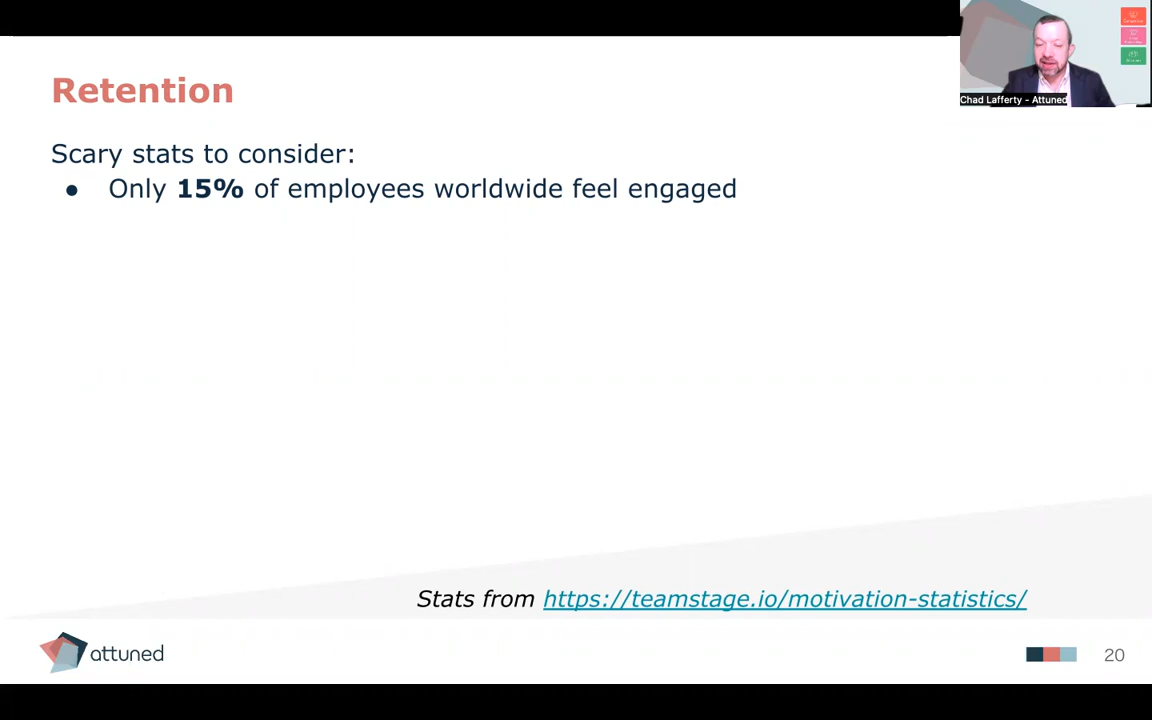 Retention
Scary stats to consider:
● Only 15% of employees worldwide feel engaged
Chad Lafferty - Attuned
Stats from https://teamstage.io/motivation-statistics/
attuned
20